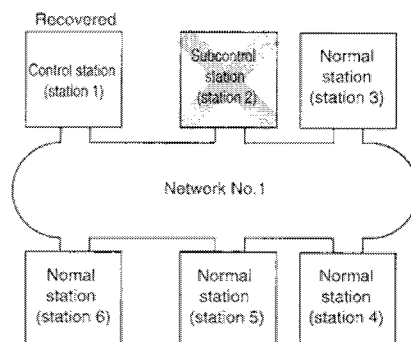 Recovered
Control station
(station 1)
Subcontrol
station
(station 2)
Normal
station
(station 3)
Network No.1
Nomal
station
(station 6)
Normal
station
(station 5)
Normal
station
(station 4)